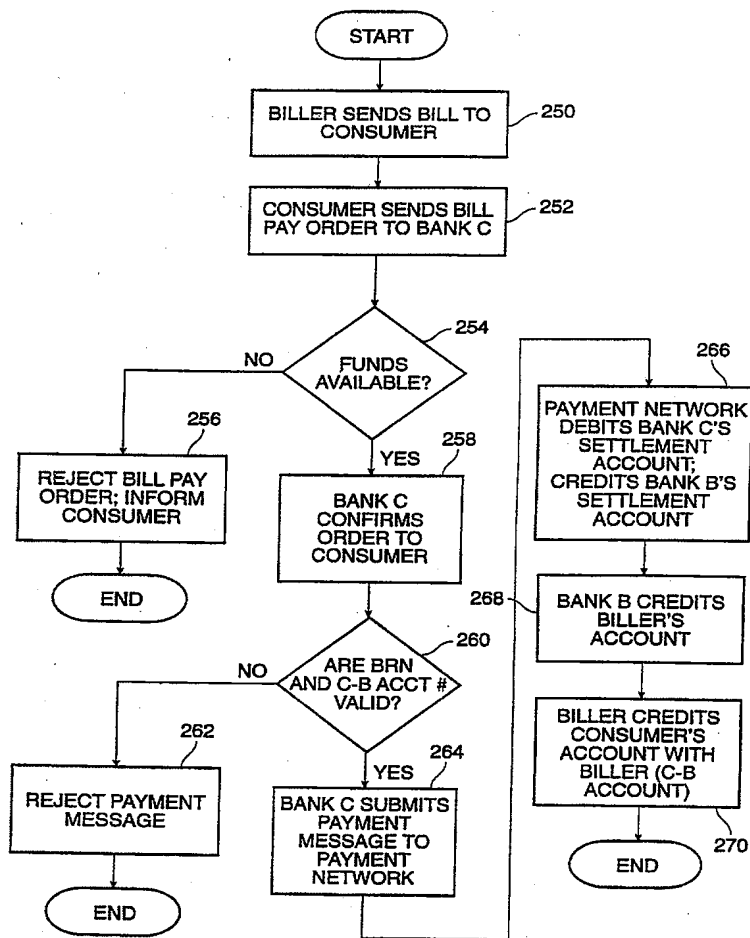 START
BILLER SENDS BILL TO
CONSUMER
250
CONSUMER SENDS BILL
PAY ORDER TO BANK C
252
FUNDS
AVAILABLE?
254
NO
YES
256
REJECT BILL PAY
ORDER; INFORM
CONSUMER
END
258
BANK C
CONFIRMS
ORDER TO
CONSUMER
260
ARE BRN
AND C-B ACCT #
VALID?
NO
YES
262
REJECT PAYMENT
MESSAGE
END
264
BANK C SUBMITS
PAYMENT
MESSAGE TO
PAYMENT
NETWORK
266
PAYMENT NETWORK
DEBITS BANK C'S
SETTLEMENT
ACCOUNT;
CREDITS BANK B'S
SETTLEMENT
ACCOUNT
268
BANK B CREDITS
BILLER'S
ACCOUNT
BILLER CREDITS
CONSUMER'S
ACCOUNT WITH
BILLER (C-B
ACCOUNT)
270
END